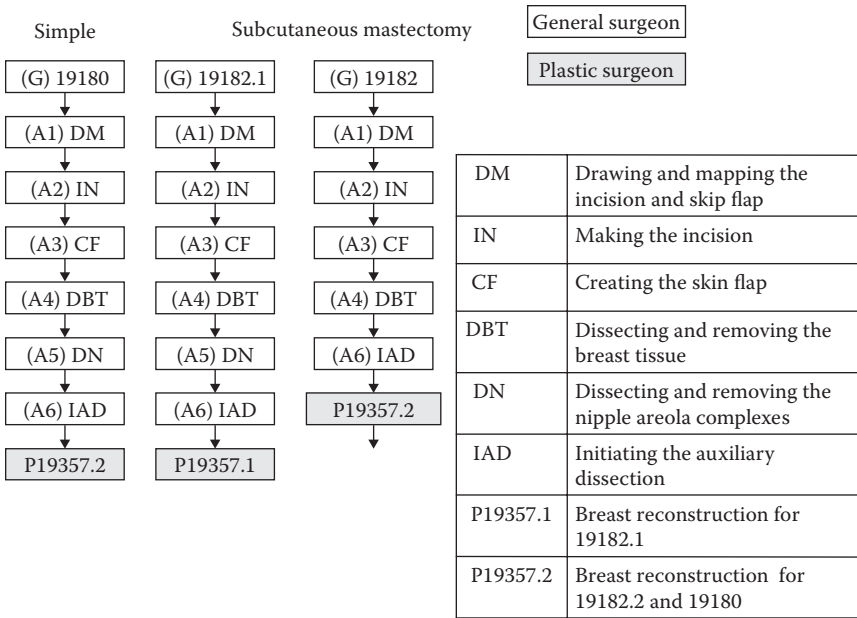 Simple
Subcutaneous mastectomy
General surgeon
Plastic surgeon
(G) 19180
(A1) DM
(A2) IN
(A3) CF
(A4) DBT
(A5) DN
(A6) IAD
P19357.2
(G) 19182.1
(A1) DM
(A2) IN
(A3) CF
(A4) DBT
(A5) DN
(A6) IAD
P19357.1
(G) 19182
(A1) DM
(A2) IN
(A3) CF
(A4) DBT
(A6) IAD
P19357.2
DM Drawing and mapping the
incision and skip flap
IN Making the incision
CF Creating the skin flap
DBT Dissecting and removing the
breast tissue
DN Dissecting and removing the
nipple areola complexes
IAD Initiating the auxiliary
dissection
P19357.1 Breast reconstruction for
19182.1
P19357.2 Breast reconstruction for
19182.2 and 19180